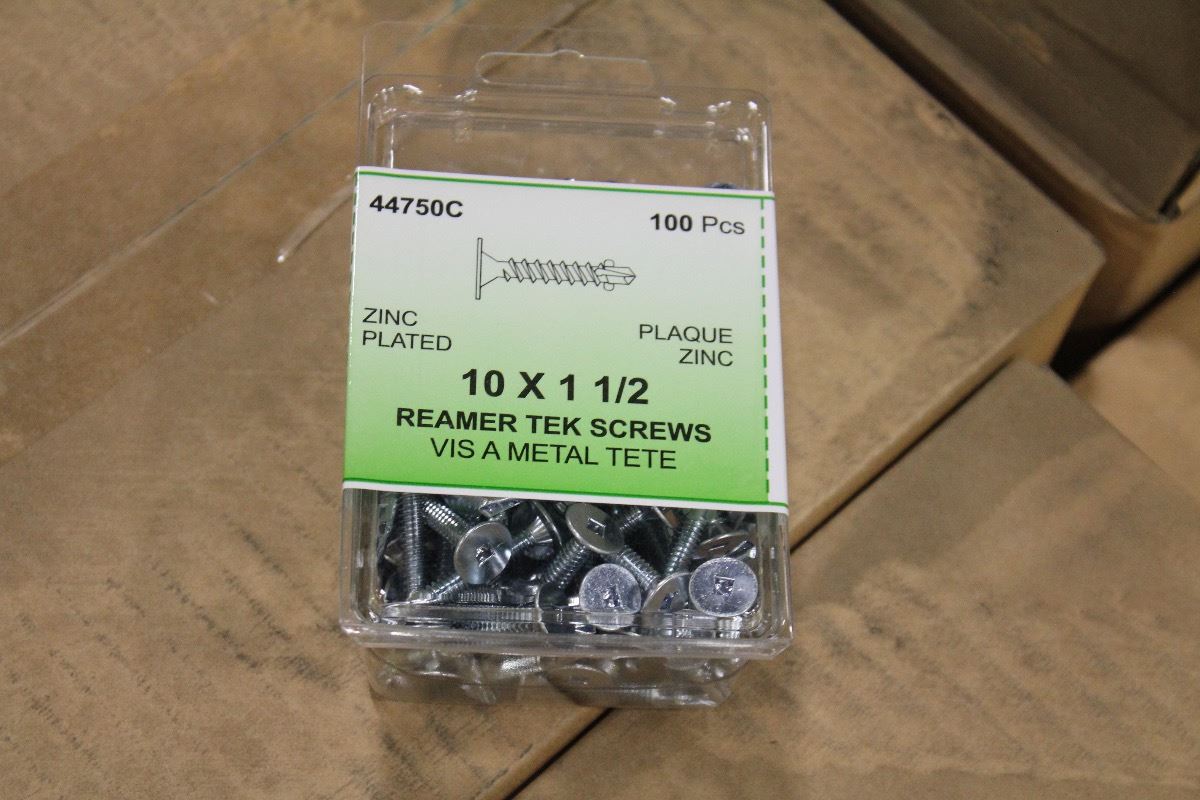 44750C
100 Pcs
ZINC
PLATED
PLAQUE
ZINC
10 X 1 1/2
REAMER TEK SCREWS
VIS A METAL TETE